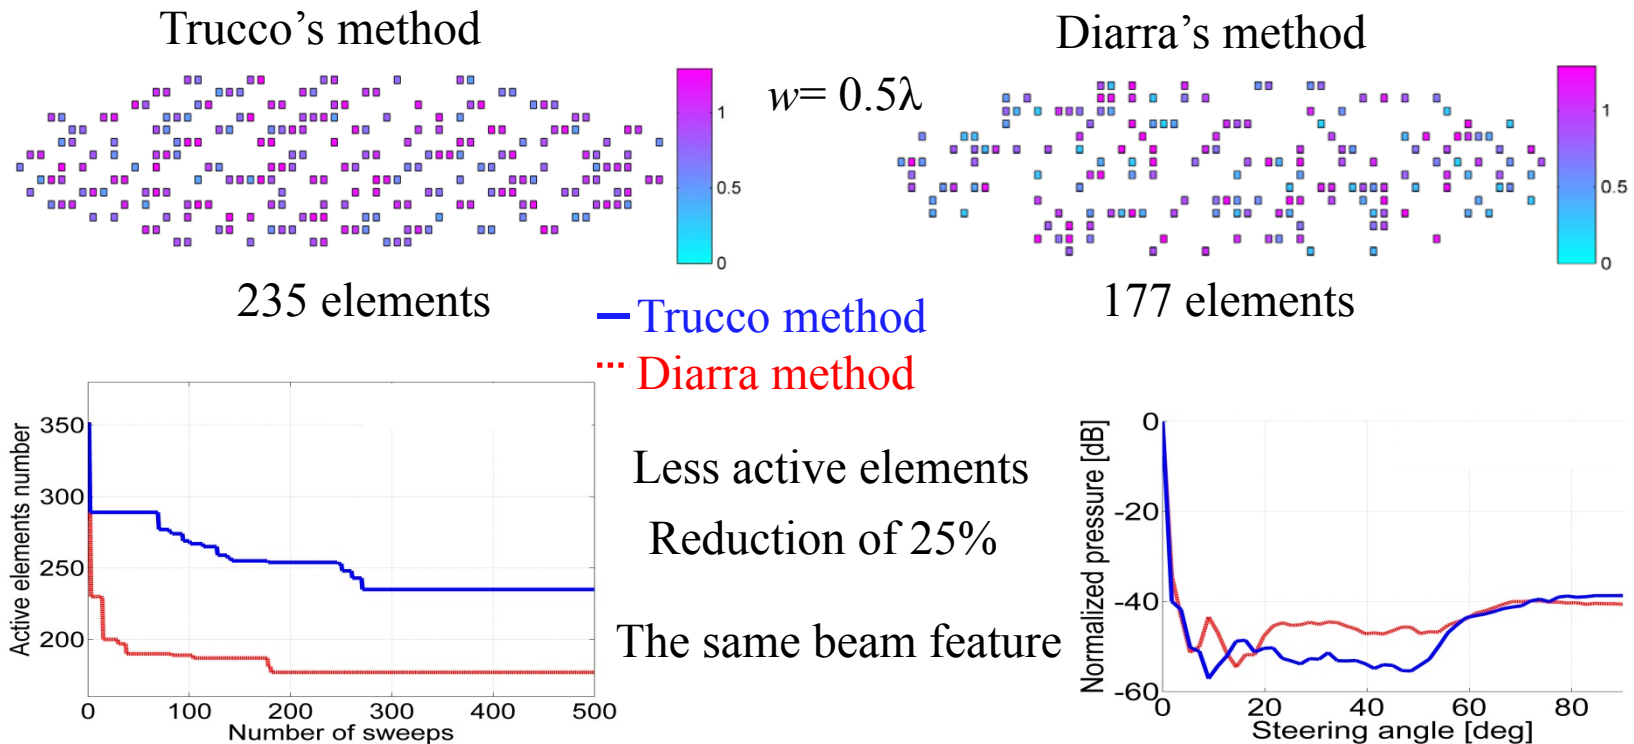 Trucco’s method
Diarra’s method
w= 0.5λ
1
0.5
0
1
0.5
0
235 elements
177 elements
Trucco method
Diarra method
Active elements number
350
300
250
200
0 100 200 300 400 500
Number of sweeps
Less active elements
Reduction of 25%
The same beam feature
Normalized pressure [dB]
0
-20
-40
-60
0 20 40 60 80
Steering angle [deg]